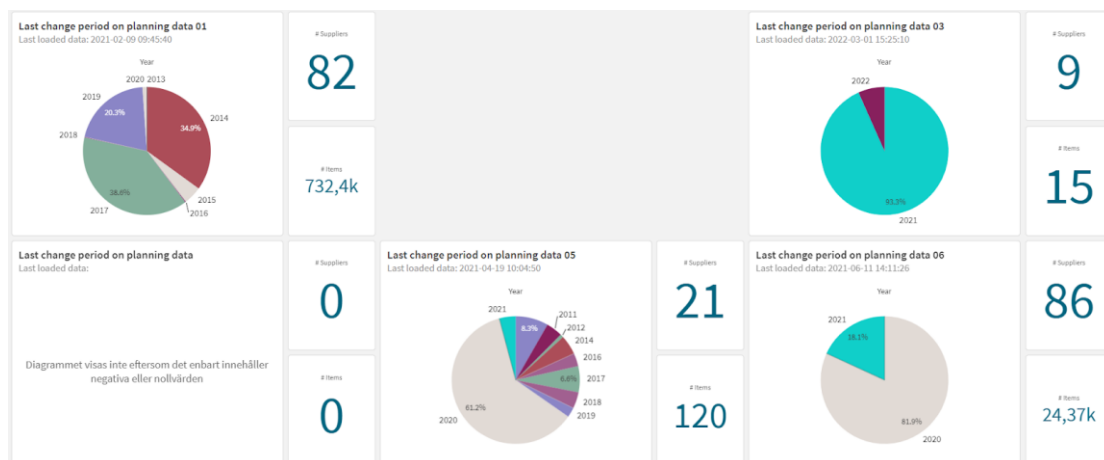 Last change period on planning data 01
Last loaded data: 2021-02-09 09:45:40
Year
2020
2013
2019
20.3%
34.9%
2014
2018
2017
2015
2016
# Suppliers
82
# Items
732,4k
Last change period on planning data 03
Last loaded data: 2022-03-01 15:25:10
Year
2022
93,3%
2021
# Suppliers
9
# Items
15
Last change period on planning data
Last loaded data:
Diagrammet visas inte eftersom det enbart innehåller
negativa eller nollvärden
# Suppliers
0
# Items
0
Last change period on planning data 05
Last loaded data: 2021-04-19 10:04:50
Year
2021
8.3%
2011
2012
2014
2016
6.6%
2017
2018
2019
61.2%
2020
# Suppliers
21
# Items
120
Last change period on planning data 06
Last loaded data: 2021-06-11 14:11:26
Year
2021
18.1%
81.9%
2020
# Suppliers
86
# Items
24,37k